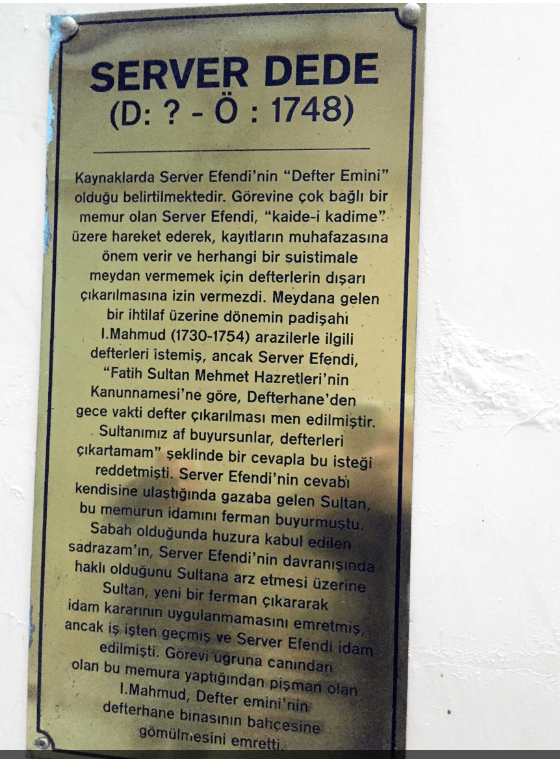 SERVER DEDE
(D: ? - Ö : 1748)
Kaynaklarda Server Efendi'nin “Defter Emini”
olduğu belirtilmektedir. Görevine çok bağlı bir
memur olan Server Efendi, “kaide-i kadime”
üzere hareket ederek, kayıtların muhafazasına
önem verir ve herhangi bir suistimale
meydan vermemek için defterlerin dışarı
çıkarılmasına izin vermezdi. Meydana gelen
bir ihtilaf üzerine dönemin padişahı
I.Mahmud (1730-1754) arazilerle ilgili
defterleri istemiş, ancak Server Efendi,
“Fatih Sultan Mehmet Hazretleri'nin
Kanunnamesi'ne göre, Defterhane'den
gece vakti defter çıkarılması men edilmiştir.
Sultanımız af buyursunlar, defterleri
çıkartamam” şeklinde bir cevapla bu isteği
reddetmişti. Server Efendi'nin cevabı
kendisine ulaştığında gazaba gelen Sultan,
bu memurun idamını ferman buyurmuştu.
Sabah olduğunda huzura kabul edilen
sadrazam'ın, Server Efendi'nin davranışında
haklı olduğunu Sultana arz etmesi üzerine
Sultan, yeni bir ferman çıkararak
idam kararının uygulanmamasını emretmiş,
ancak iş işten geçmiş ve Server Efendi idam
edilmişti. Görevi uğruna canından
olan bu memura yaptığından pişman olan
I.Mahmud, Defter emini'nin
defterhane binasının bahçesine
gömülmesini emretti.